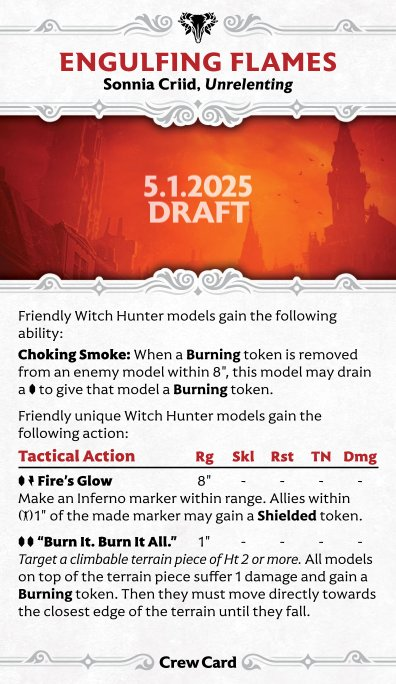 ENGULFING FLAMES
Sonnia Criid, Unrelenting
5.1.2025
DRAFT
Friendly Witch Hunter models gain the following
ability:
Choking Smoke: When a Burning token is removed
from an enemy model within 8", this model may drain
a to give that model a Burning token.
Friendly unique Witch Hunter models gain the
following action:
Tactical Action Rg Skl Rst TN Dmg
Fire's Glow 8" - - - -
Make an Inferno marker within range. Allies within
1" of the made marker may gain a Shielded token.
“Burn It. Burn It All.” 1" - - - -
Target a climbable terrain piece of Ht 2 or more. All models
on top of the terrain piece suffer 1 damage and gain a
Burning token. Then they must move directly towards
the closest edge of the terrain until they fall.
Crew Card